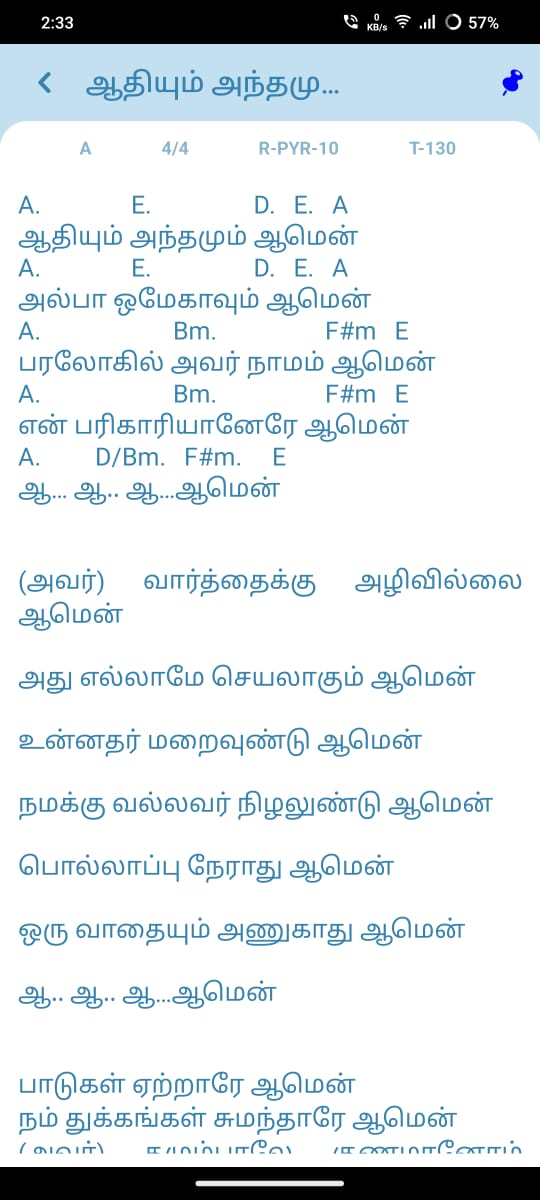 2:33 0 KB/s 57%
ஆதியும் அந்தமு...
A 4/4 R-PYR-10 T-130
A. E. D. E. A
ஆதியும் அந்தமும் ஆமென்
A. E. D. E. A
அல்பா ஒமேகாவும் ஆமென்
A. Bm. F#m E
பரலோகில் அவர் நாமம் ஆமென்
A. Bm. F#m E
என் பரிகாரியானேரே ஆமென்
A. D/Bm. F#m. E
ஆ... ஆ.. ஆ...ஆமென்
(அவர்) வார்த்தைக்கு அழிவில்லை
ஆமென்
அது எல்லாமே செயலாகும் ஆமென்
உன்னதர் மறைவுண்டு ஆமென்
நமக்கு வல்லவர் நிழலுண்டு ஆமென்
பொல்லாப்பு நேராது ஆமென்
ஒரு வாதையும் அணுகாது ஆமென்
ஆ.. ஆ.. ஆ...ஆமென்
பாடுகள் ஏற்றாரே ஆமென்
நம் துக்கங்கள் சுமந்தாரே ஆமென்
(அவர்)